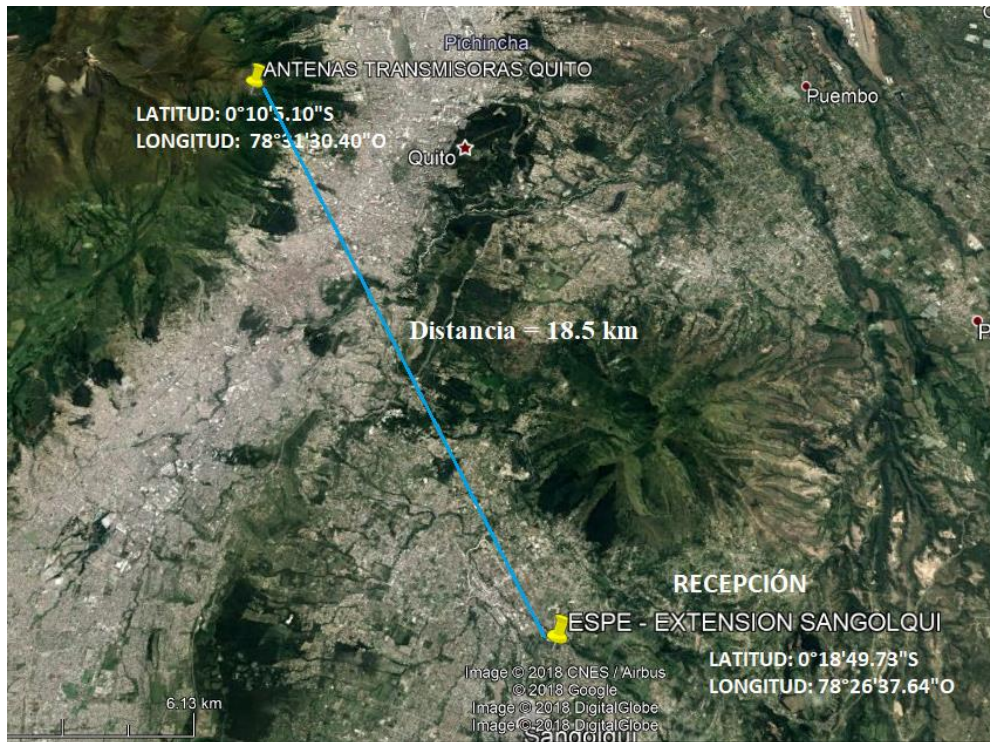 Pichincha
ANTENAS TRANSMISORAS QUITO
LATITUD: 0°10'5.10"S
LONGITUD: 78°31'30.40"O
Puembo
Quito
P
Distancia = 18.5 km
RECEPCIÓN
ESPE - EXTENSION SANGOLQUI
LATITUD: 0°18'49.73"S
LONGITUD: 78°26'37.64"O
Image © 2018 CNES / Airbus
© 2018 Google
Image © 2018 DigitalGlobe
Image © 2018 DigitalGlobe
6.13 km
Sangolquí